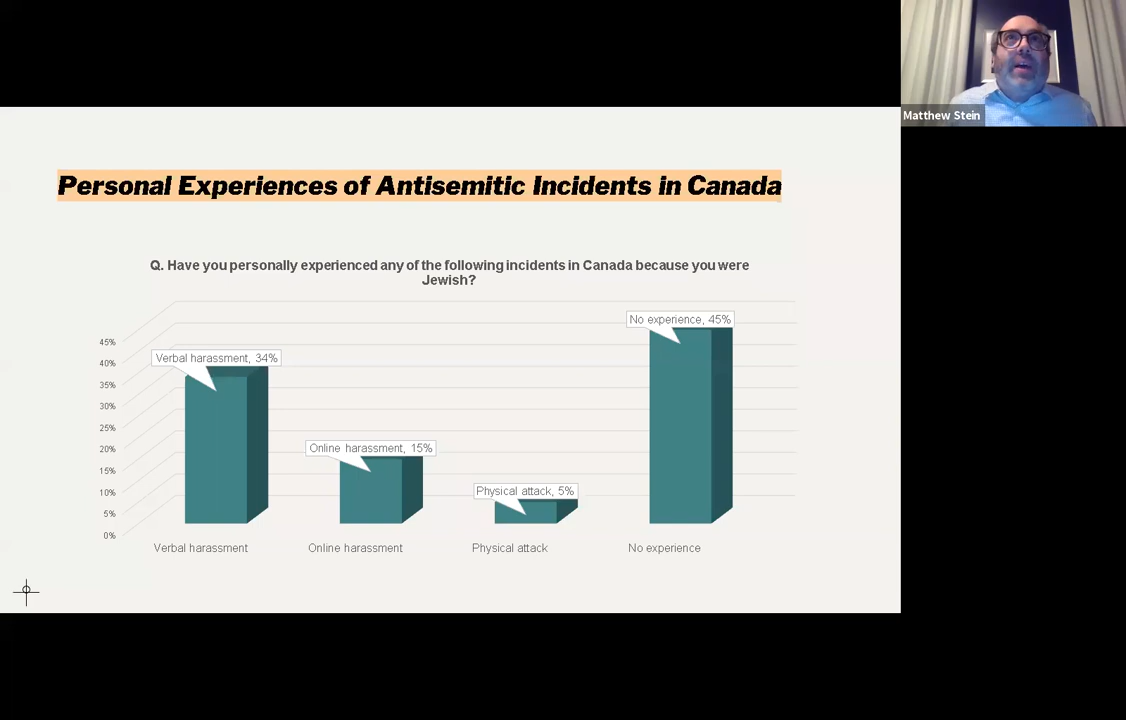 Matthew Stein
Personal Experiences of Antisemitic Incidents in Canada
Q. Have you personally experienced any of the following incidents in Canada because you were
Jewish?
45%
40%
35%
30%
25%
20%
15%
10%
5%
0%
Verbal harassment, 34%
Online harassment, 15%
Physical attack, 5%
No experience, 45%
Verbal harassment
Online harassment
Physical attack
No experience